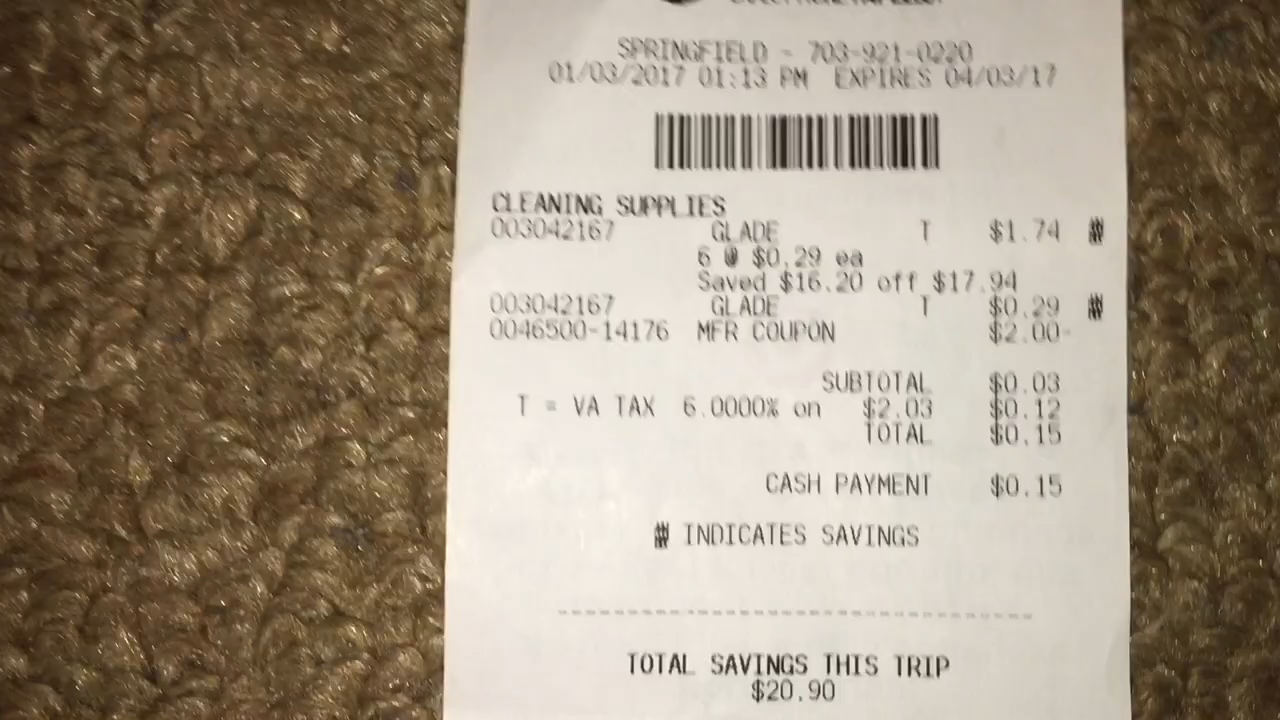 SPRINGFIELD - 703-921-0220
01/03/2017 01:13 PM EXPIRES 04/03/17
CLEANING SUPPLIES
003042167 GLADE T $1.74
6 @ $0.29 ea
Saved $16.20 off $17.94
003042167 GLADE T $0.29
0046500-14176 MFR COUPON $2.00-
SUBTOTAL $0.03
T = VA TAX 6.0000% on $2.03 $0.12
TOTAL $0.15
CASH PAYMENT $0.15
INDICATES SAVINGS
TOTAL SAVINGS THIS TRIP
$20.90